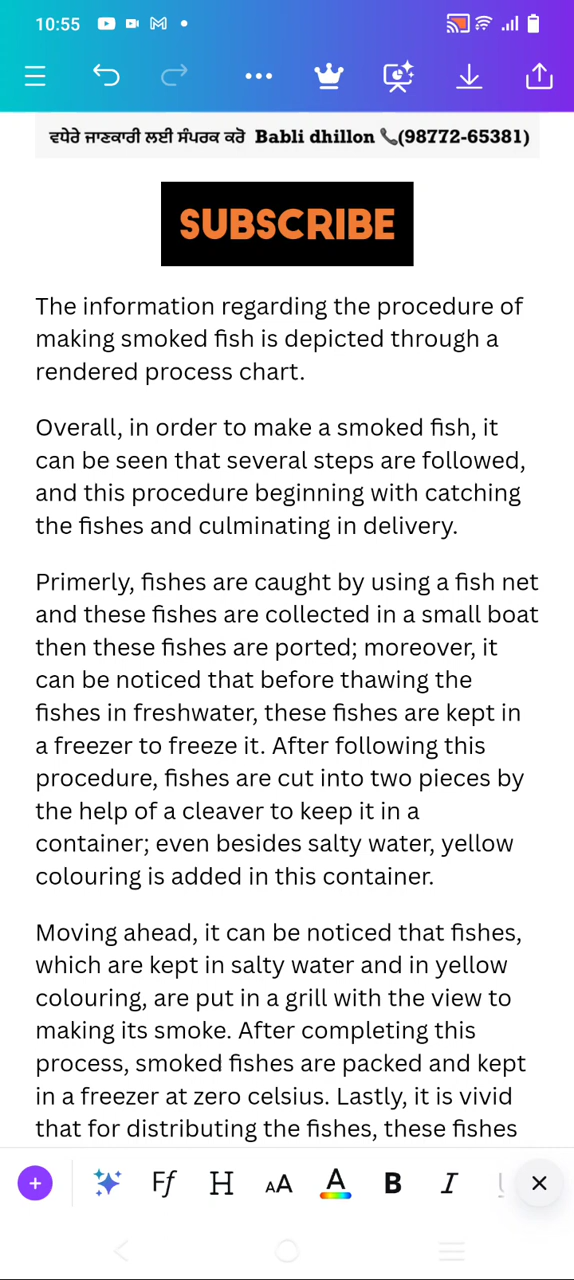 10:55
ਵਧੇਰੇ ਜਾਣਕਾਰੀ ਲਈ ਸੰਪਰਕ ਕਰੋ Babli dhillon 📞(98772-65381)
SUBSCRIBE
The information regarding the procedure of
making smoked fish is depicted through a
rendered process chart.
Overall, in order to make a smoked fish, it
can be seen that several steps are followed,
and this procedure beginning with catching
the fishes and culminating in delivery.
Primerly, fishes are caught by using a fish net
and these fishes are collected in a small boat
then these fishes are ported; moreover, it
can be noticed that before thawing the
fishes in freshwater, these fishes are kept in
a freezer to freeze it. After following this
procedure, fishes are cut into two pieces by
the help of a cleaver to keep it in a
container; even besides salty water, yellow
colouring is added in this container.
Moving ahead, it can be noticed that fishes,
which are kept in salty water and in yellow
colouring, are put in a grill with the view to
making its smoke. After completing this
process, smoked fishes are packed and kept
in a freezer at zero celsius. Lastly, it is vivid
that for distributing the fishes, these fishes
Ff H AA A B I